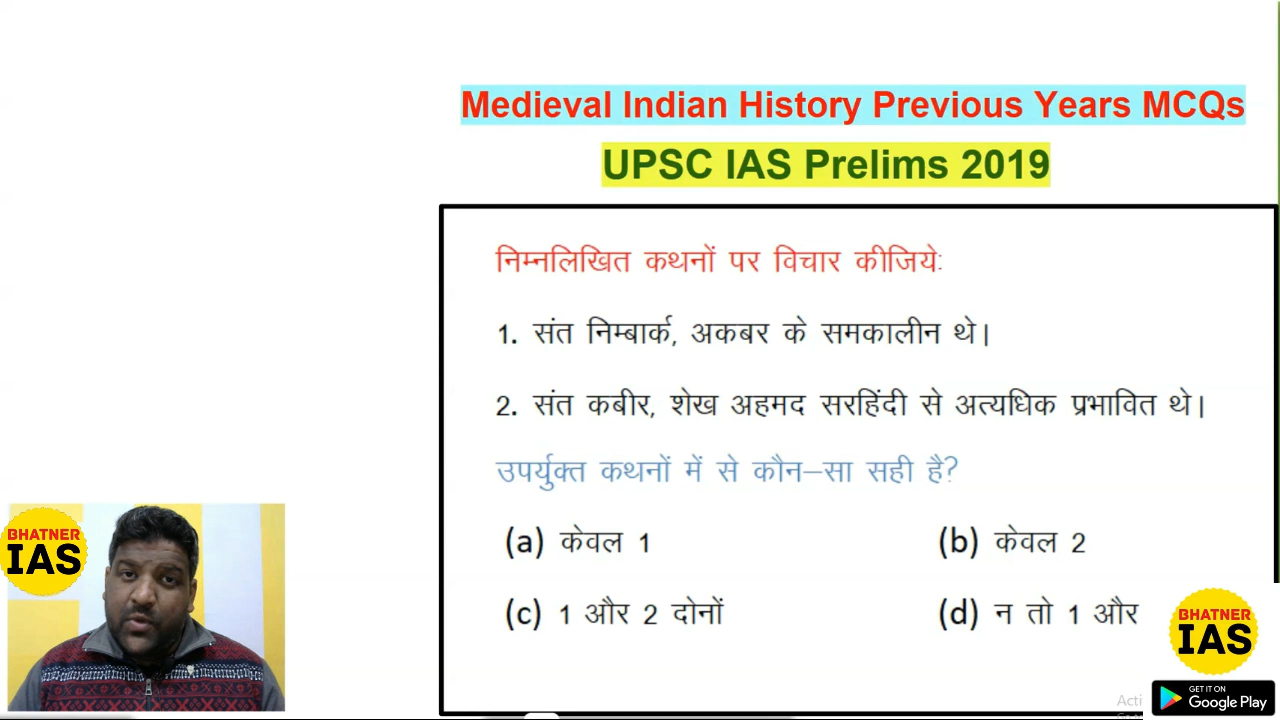 Medieval Indian History Previous Years MCQs
UPSC IAS Prelims 2019
निम्नलिखित कथनों पर विचार कीजिये:
1. संत निम्बार्क, अकबर के समकालीन थे।
2. संत कबीर, शेख अहमद सरहिंदी से अत्यधिक प्रभावित थे।
उपर्युक्त कथनों में से कौन–सा सही है?
(a) केवल 1 (b) केवल 2
(c) 1 और 2 दोनों (d) न तो 1 और
BHATNER
IAS
BHATNER
IAS
GET IT ON
Google Play
Acti